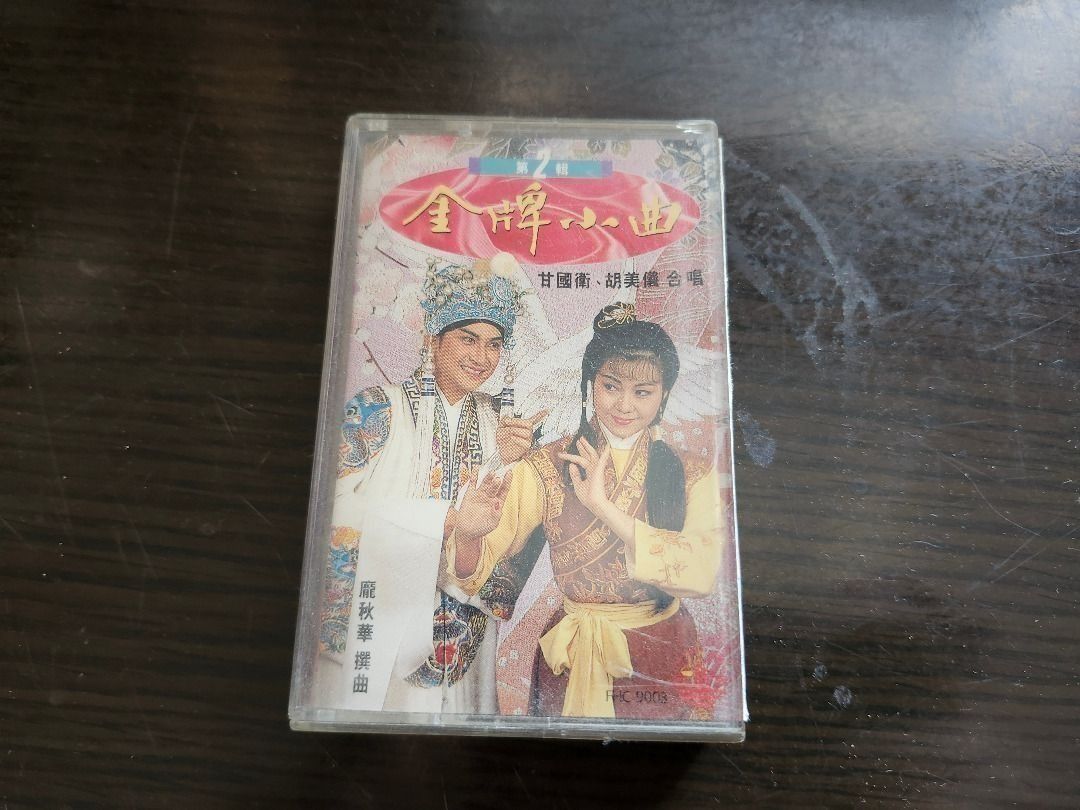 第2輯
金牌小曲
甘國衛、胡美儀 合唱
龐秋華 撰曲